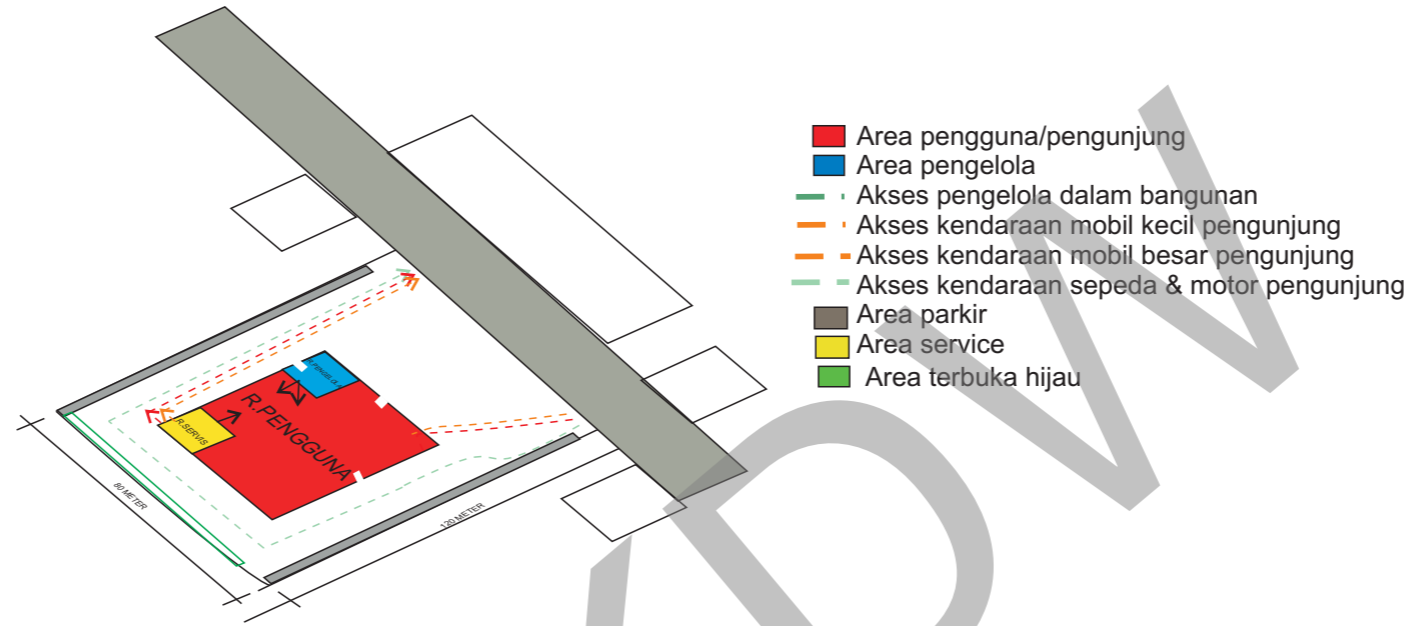 Area pengguna/pengunjung
Area pengelola
Akses pengelola dalam bangunan
Akses kendaraan mobil kecil pengunjung
Akses kendaraan mobil besar pengunjung
Akses kendaraan sepeda & motor pengunjung
Area parkir
Area service
Area terbuka hijau
R.SERVIS
R.PENGGUNA
80 METER
120 METER